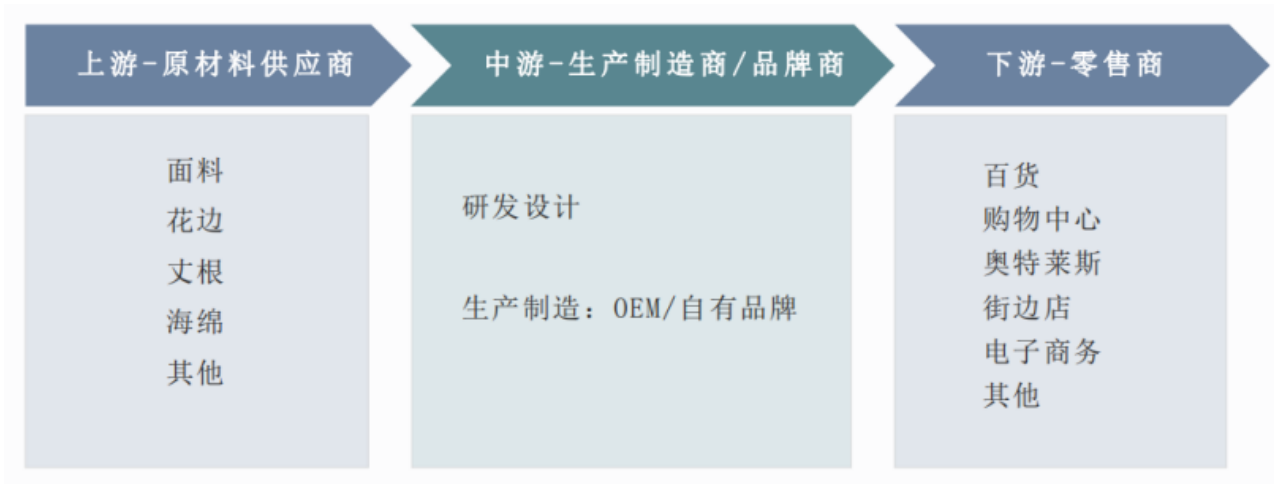 上游-原材料供应商
面料
花边
丈根
海绵
其他
中游-生产制造商/品牌商
研发设计
生产制造：OEM/自有品牌
下游-零售商
百货
购物中心
奥特莱斯
街边店
电子商务
其他